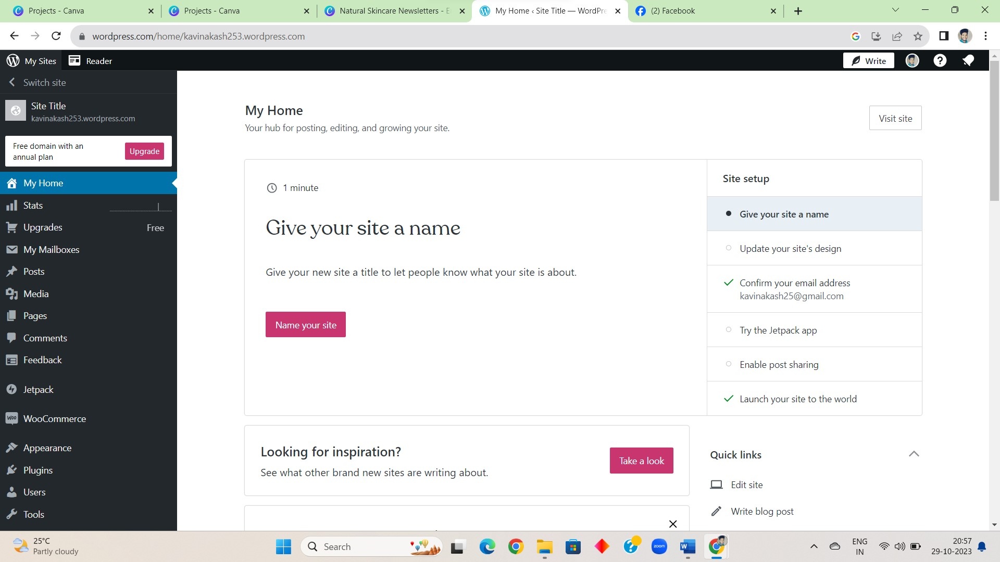 Projects - Canva
Projects - Canva
Natural Skincare Newsletters - E
My Home ‹ Site Title — WordPre
(2) Facebook
wordpress.com/home/kavinakash253.wordpress.com
My Sites
Reader
Write
Switch site
Site Title
kavinakash253.wordpress.com
Free domain with an
annual plan
Upgrade
My Home
Stats
Upgrades
Free
My Mailboxes
Posts
Media
Pages
Comments
Feedback
Jetpack
WooCommerce
Appearance
Plugins
Users
Tools
My Home
Your hub for posting, editing, and growing your site.
Visit site
1 minute
Give your site a name
Give your new site a title to let people know what your site is about.
Name your site
Site setup
Give your site a name
Update your site's design
Confirm your email address
kavinakash25@gmail.com
Try the Jetpack app
Enable post sharing
Launch your site to the world
Looking for inspiration?
See what other brand new sites are writing about.
Take a look
Quick links
Edit site
Write blog post
25°C
Partly cloudy
Search
zoom
ENG
IN
20:57
29-10-2023